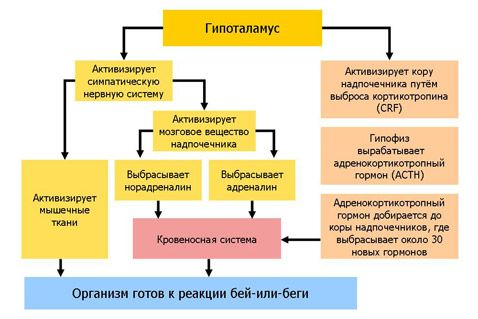 Гипоталамус
Активизирует
симпатическую
нервную систему
Активизирует кору
надпочечника путём
выброса кортикотропина
(CRF)
Активизирует
мозговое вещество
надпочечника
Гипофиз
вырабатывает
адренокортикотропный
гормон (ACTH)
Активизирует
мышечные
ткани
Выбрасывает
норадреналин
Выбрасывает
адреналин
Адренокортикотропный
гормон добирается до
коры надпочечников, где
выбрасывает около 30
новых гормонов
Кровеносная система
Организм готов к реакции бей-или-беги